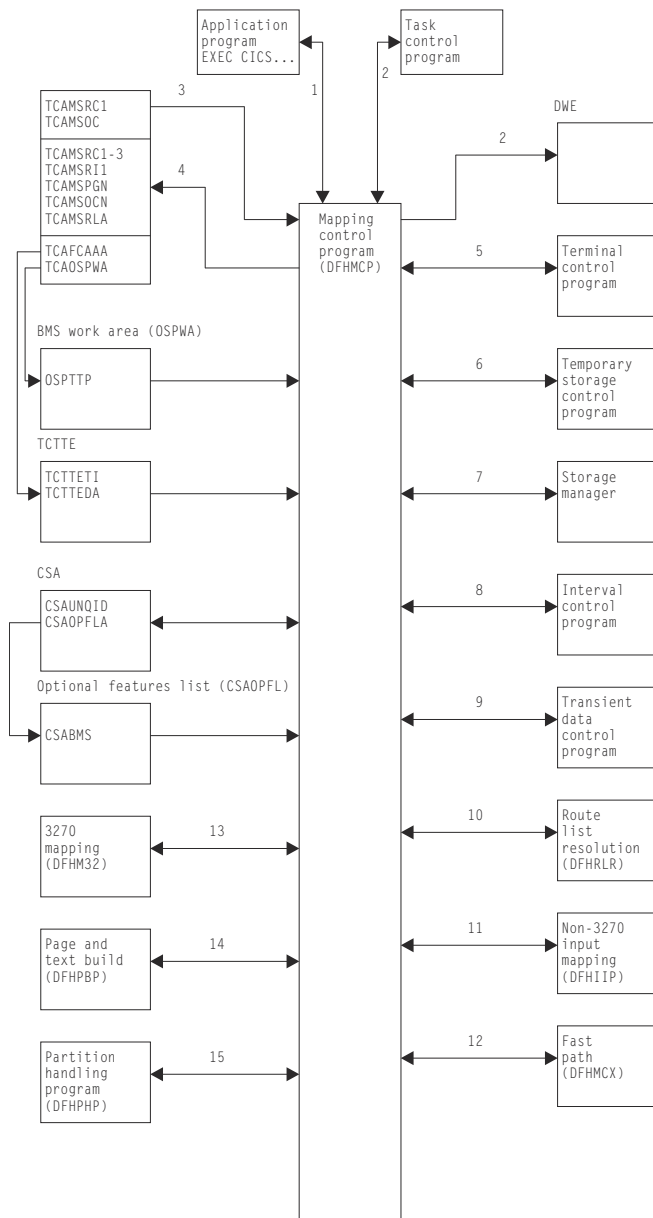 Application
program
EXEC CICS...
Task
control
program
1
2
3
TCAMSRC1
TCAMSOC
DWE
2
TCAMSRC1-3
TCAMSRI1
TCAMSPGN
TCAMSOCN
TCAMSRLA
4
Mapping
control
program
(DFHMCP)
TCAFCAAA
TCAOSPWA
5
Terminal
control
program
BMS work area (OSPWA)
OSPTTP
6
Temporary
storage
control
program
TCTTE
TCTTETI
TCTTEDA
7
Storage
manager
CSA
CSAUNQID
CSAOPFLA
8
Interval
control
program
Optional features list (CSAOPFL)
CSABMS
9
Transient
data
control
program
3270
mapping
(DFHM32)
13
10
Route
list
resolution
(DFHRLR)
Page and
text build
(DFHPBP)
14
11
Non-3270
input
mapping
(DFHIIP)
Partition
handling
program
(DFHPHP)
15
12
Fast
path
(DFHMCX)